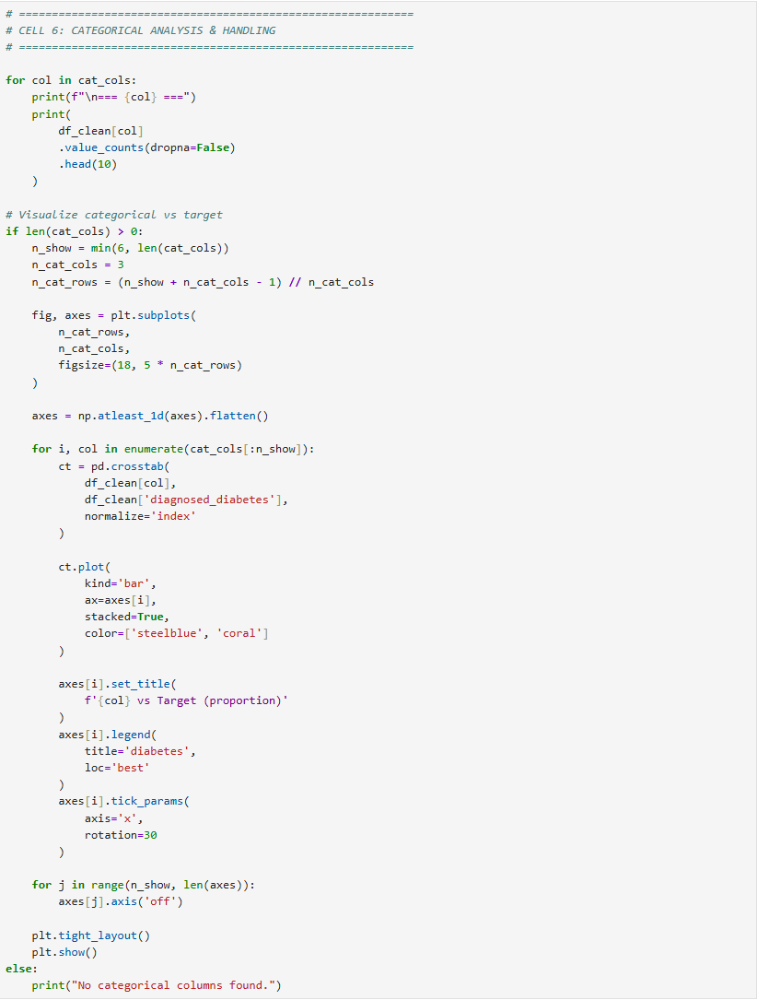 # ============================================================
# CELL 6: CATEGORICAL ANALYSIS & HANDLING
# ============================================================
for col in cat_cols:
    print(f"\n=== {col} ===")
    print(
        df_clean[col]
        .value_counts(dropna=False)
        .head(10)
    )
# Visualize categorical vs target
if len(cat_cols) > 0:
    n_show = min(6, len(cat_cols))
    n_cat_cols = 3
    n_cat_rows = (n_show + n_cat_cols - 1) // n_cat_cols
    fig, axes = plt.subplots(
        n_cat_rows,
        n_cat_cols,
        figsize=(18, 5 * n_cat_rows)
    )
    axes = np.atleast_1d(axes).flatten()
    for i, col in enumerate(cat_cols[:n_show]):
        ct = pd.crosstab(
            df_clean[col],
            df_clean['diagnosed_diabetes'],
            normalize='index'
        )
        ct.plot(
            kind='bar',
            ax=axes[i],
            stacked=True,
            color=['steelblue', 'coral']
        )
        axes[i].set_title(
            f'{col} vs Target (proportion)'
        )
        axes[i].legend(
            title='diabetes',
            loc='best'
        )
        axes[i].tick_params(
            axis='x',
            rotation=30
        )
    for j in range(n_show, len(axes)):
        axes[j].axis('off')
    plt.tight_layout()
    plt.show()
else:
    print("No categorical columns found.")